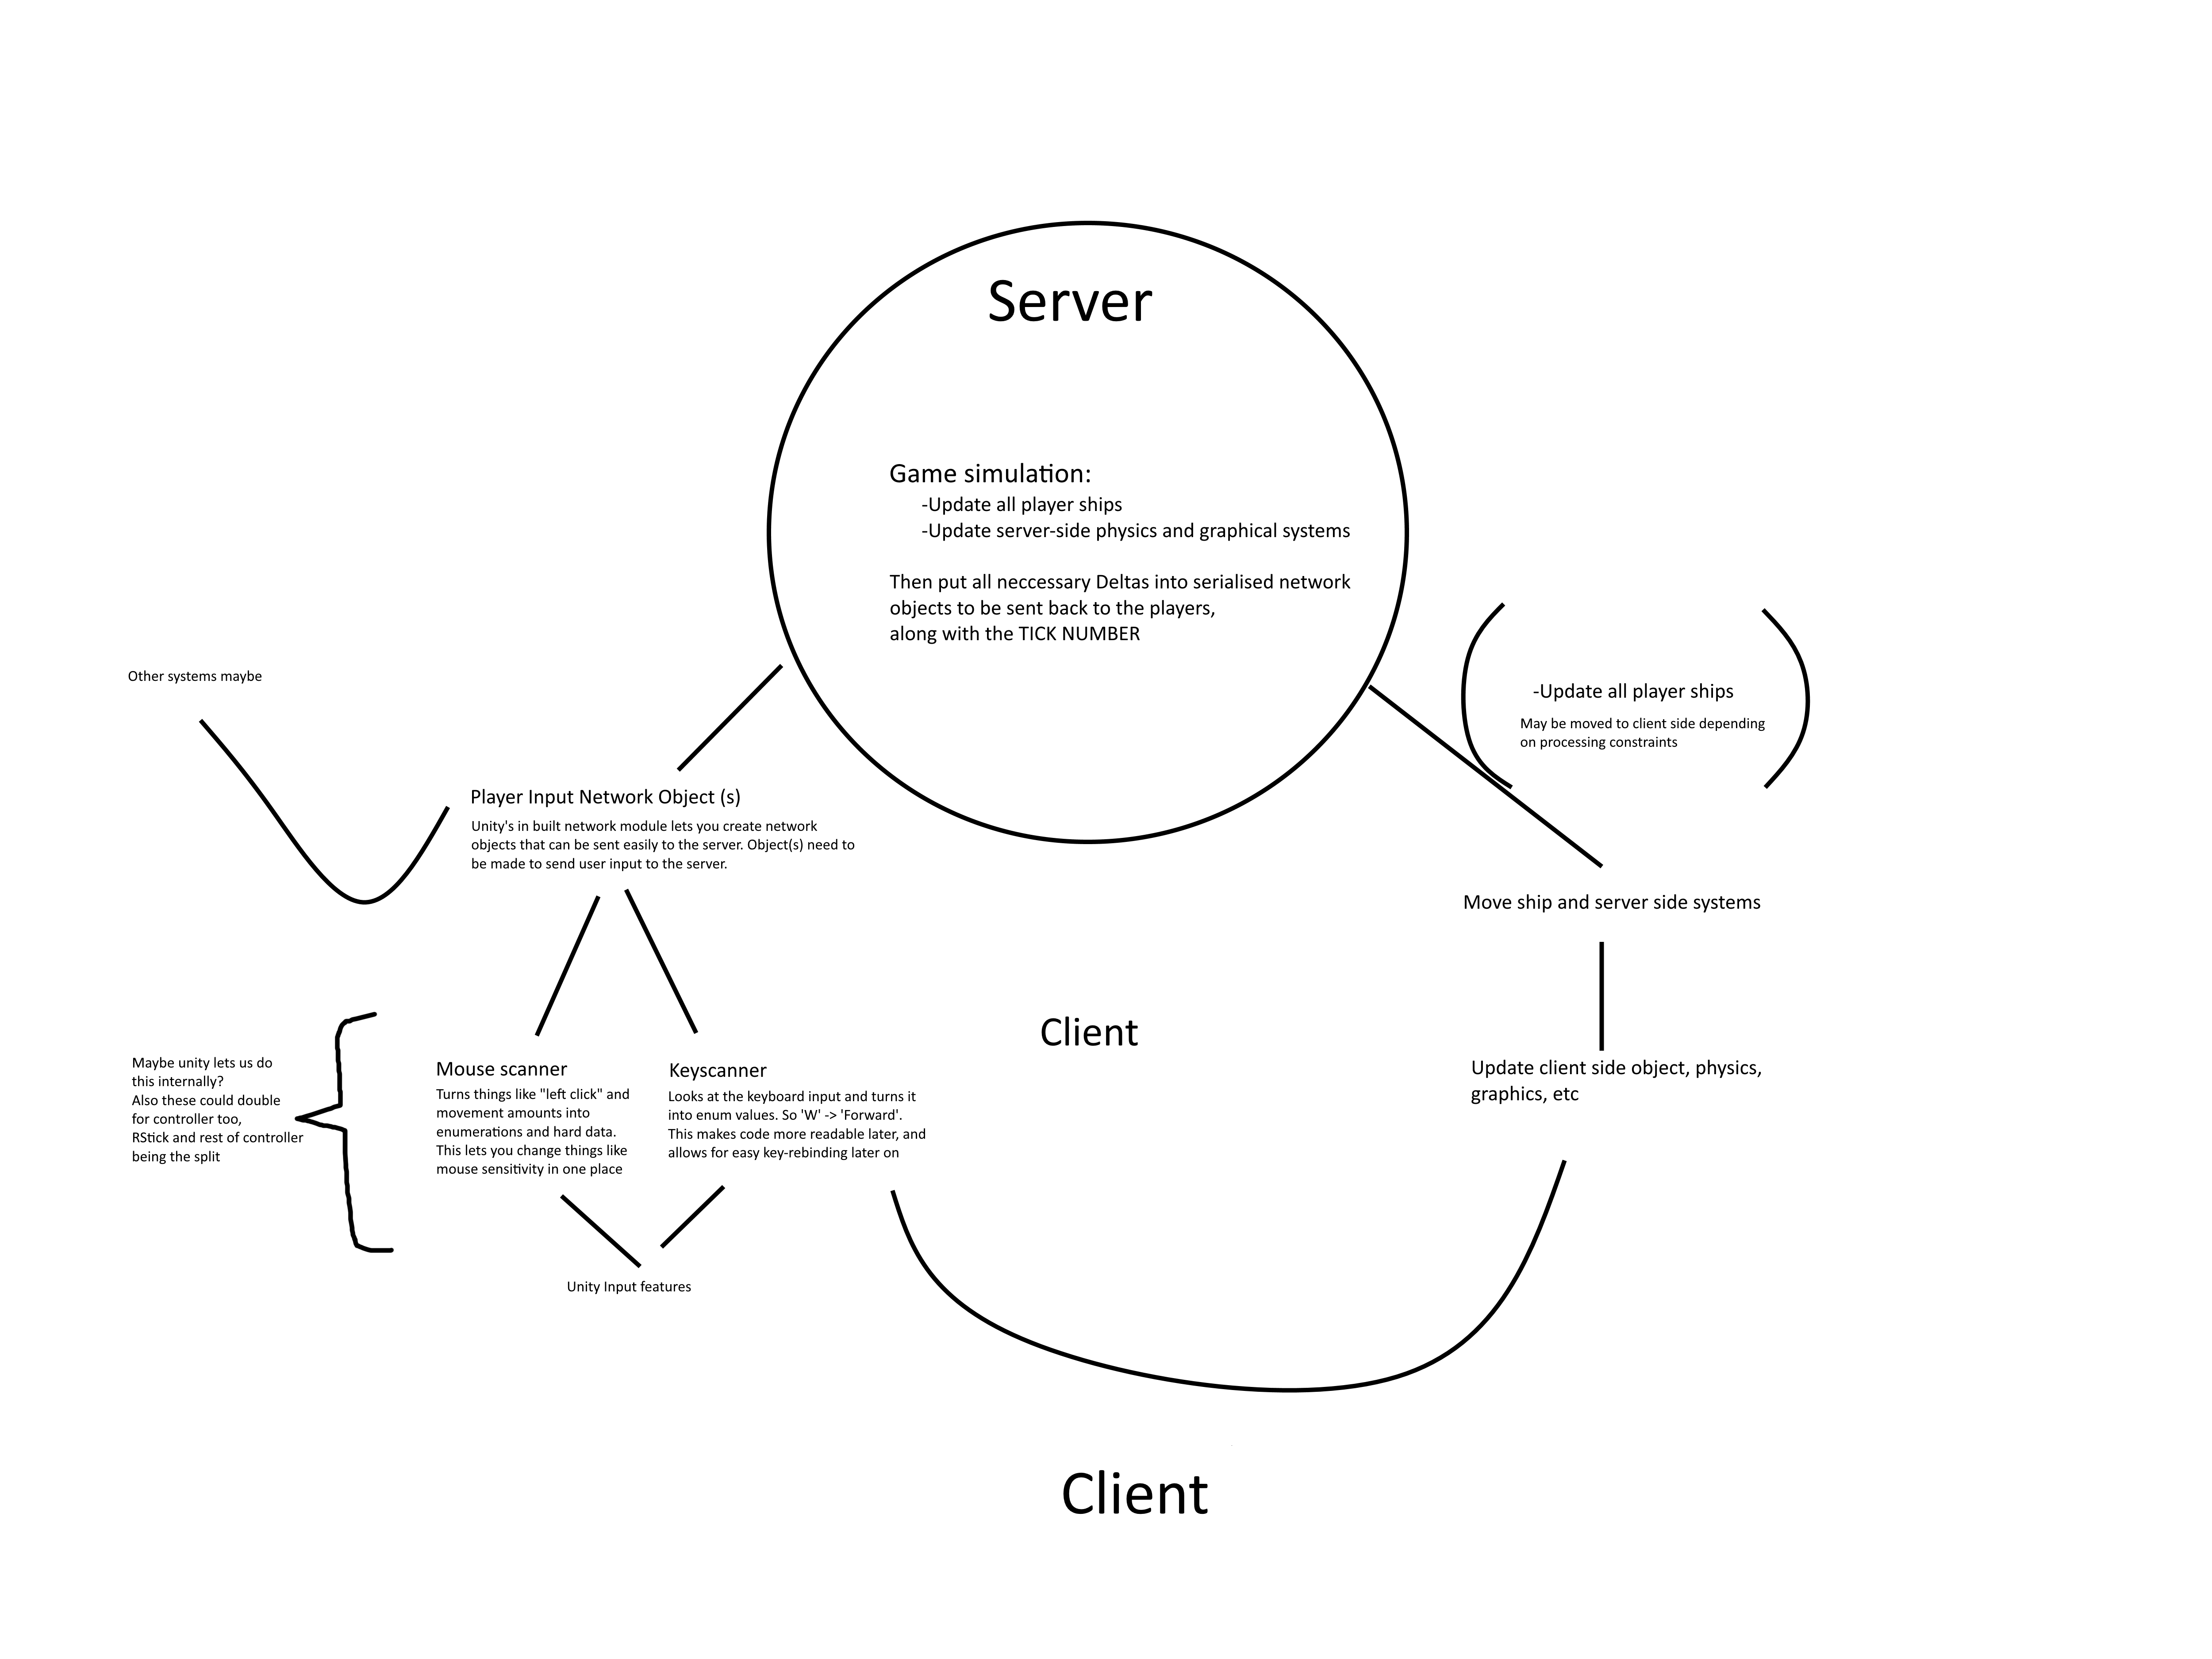 Server
Game simulation:
-Update all player ships
-Update server-side physics and graphical systems
Then put all neccessary Deltas into serialised network
objects to be sent back to the players,
along with the TICK NUMBER
Other systems maybe
-Update all player ships
May be moved to client side depending
on processing constraints
Player Input Network Object (s)
Unity's in built network module lets you create network
objects that can be sent easily to the server. Object(s) need to
be made to send user input to the server.
Move ship and server side systems
Client
Maybe unity lets us do
this internally?
Also these could double
for controller too,
RStick and rest of controller
being the split
Mouse scanner
Turns things like "left click" and
movement amounts into
enumerations and hard data.
This lets you change things like
mouse sensitivity in one place
Keyscanner
Looks at the keyboard input and turns it
into enum values. So 'W' -> 'Forward'.
This makes code more readable later, and
allows for easy key-rebinding later on
Update client side object, physics,
graphics, etc
Unity Input features
Client